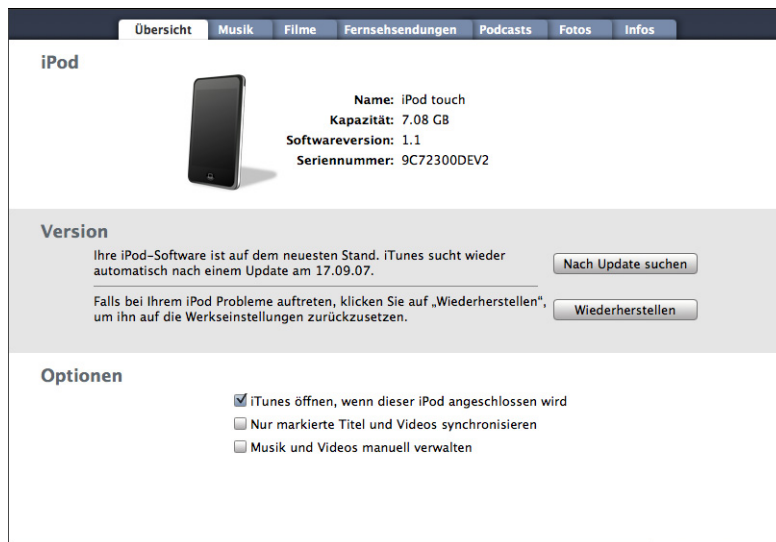 Übersicht Musik Filme Fernsehsendungen Podcasts Fotos Infos
iPod
Name: iPod touch
Kapazität: 7.08 GB
Softwareversion: 1.1
Seriennummer: 9C72300DEV2
Version
Ihre iPod-Software ist auf dem neuesten Stand. iTunes sucht wieder
automatisch nach einem Update am 17.09.07.
Nach Update suchen
Falls bei Ihrem iPod Probleme auftreten, klicken Sie auf „Wiederherstellen“,
um ihn auf die Werkseinstellungen zurückzusetzen.
Wiederherstellen
Optionen
iTunes öffnen, wenn dieser iPod angeschlossen wird
Nur markierte Titel und Videos synchronisieren
Musik und Videos manuell verwalten